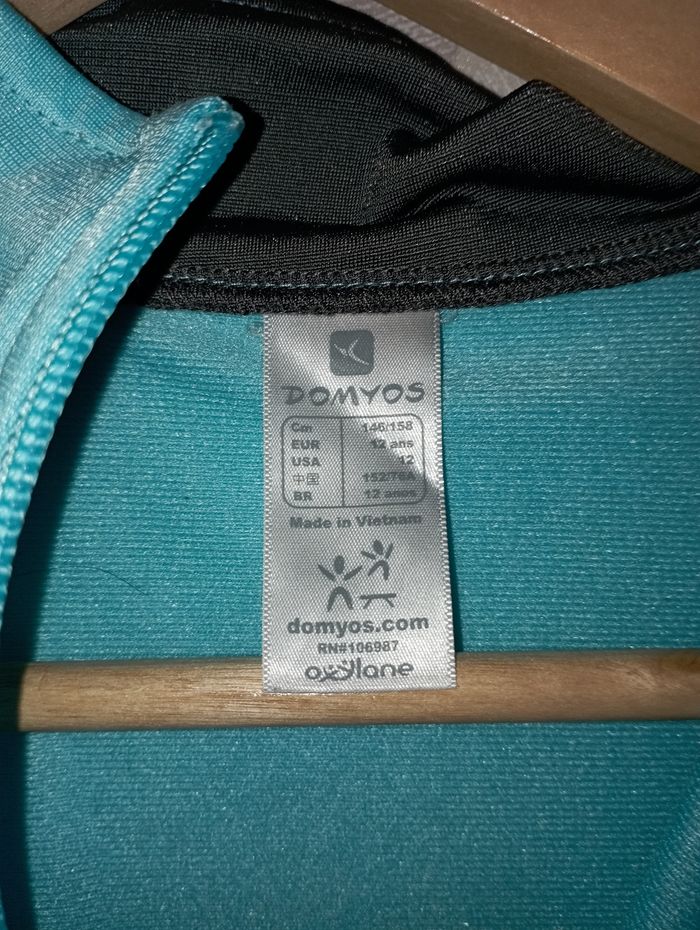 DOMYOS
Cm 146/158
EUR 12 ans
USA 12
中国 152/76A
BR 12 anos
Made in Vietnam
domyos.com
RN#106987
oxylane